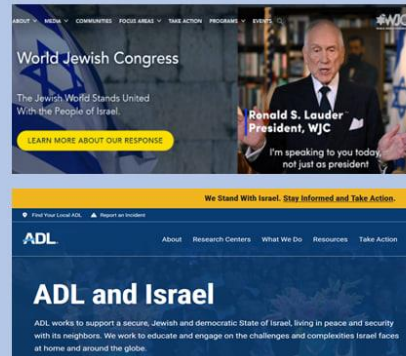 ABOUT MEDIA COMMUNITIES FOCUS AREAS TAKE ACTION PROGRAMS EVENTS
WJC
World Jewish Congress
The Jewish World Stands United
With the People of Israel.
LEARN MORE ABOUT OUR RESPONSE
Ronald S. Lauder
President, WJC
I'm speaking to you today,
not just as president
We Stand With Israel. Stay Informed and Take Action.
Find Your Local ADL Report an Incident
ADL
About Research Centers What We Do Resources Take Action
ADL and Israel
ADL works to support a secure, Jewish and democratic State of Israel, living in peace and security
with its neighbors. We work to educate and engage on the challenges and complexities Israel faces
at home and around the globe.